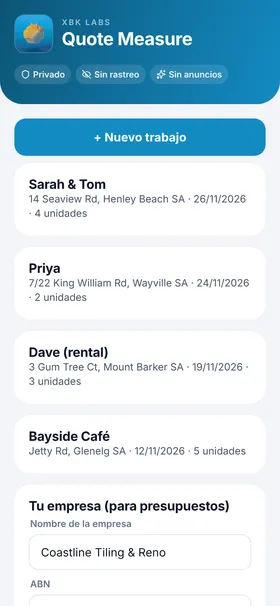 XBK LABS
Quote Measure
Privado
Sin rastreo
Sin anuncios
+ Nuevo trabajo
Sarah & Tom
14 Seaview Rd, Henley Beach SA · 26/11/2026
· 4 unidades
Priya
7/22 King William Rd, Wayville SA · 24/11/2026
· 2 unidades
Dave (rental)
3 Gum Tree Ct, Mount Barker SA · 19/11/2026 ·
3 unidades
Bayside Café
Jetty Rd, Glenelg SA · 12/11/2026 · 5 unidades
Tu empresa (para presupuestos)
Nombre de la empresa
Coastline Tiling & Reno
ABN